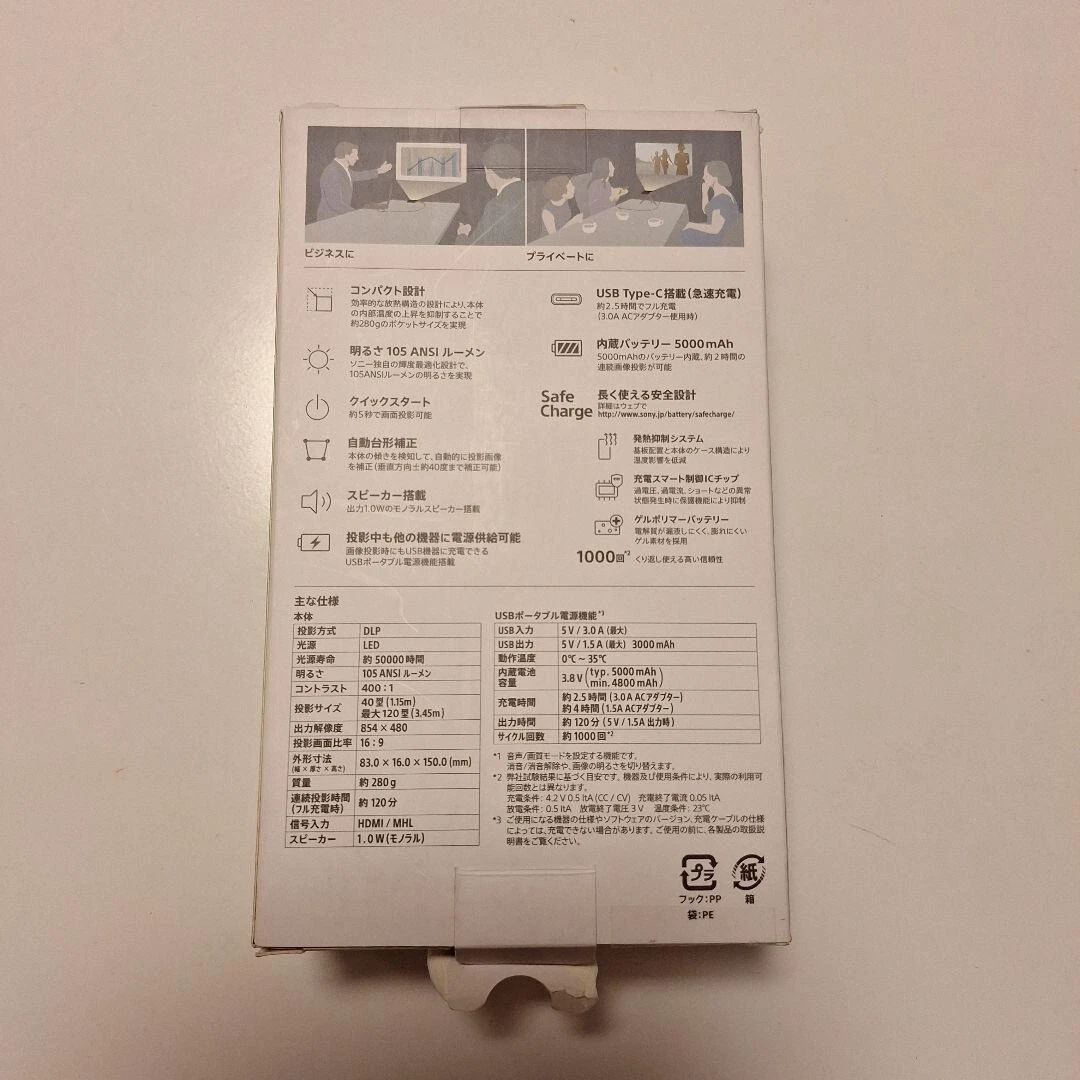 ビジネスに
プライベートに
コンパクト設計
効率的な放熱構造の設計により、本体
の内部温度の上昇を抑制することで
約280gのポケットサイズを実現
明るさ 105 ANSI ルーメン
ソニー独自の輝度最適化設計で、
105ANSIルーメンの明るさを実現
クイックスタート
約5秒で画面投影可能
自動台形補正
本体の傾きを検知して、自動的に投影画像
を補正(垂直方向±約40度まで補正可能)
スピーカー搭載
出力1.0Wのモノラルスピーカー搭載
投影中も他の機器に電源供給可能
画像投影時にもUSB機器に充電できる
USBポータブル電源機能搭載
USB Type-C搭載(急速充電)
約2.5時間でフル充電
(3.0A ACアダプター使用時)
内蔵バッテリー 5000mAh
5000mAhのバッテリー内蔵、約2時間の
連続画像投影が可能
Safe
Charge
長く使える安全設計
詳細はウェブで
http://www.sony.jp/battery/safecharge/
発熱抑制システム
基板配置と本体のケース構造により
温度影響を低減
充電スマート制御ICチップ
過電圧、過電流、ショートなどの異常
状態発生時に保護機能により抑制
ゲルポリマーバッテリー
電解質が漏液しにくく、膨れにくい
ゲル素材を採用
1000回*2 くり返し使える高い信頼性
主な仕様
本体
投影方式 DLP
光源 LED
光源寿命 約 50000 時間
明るさ 105 ANSI ルーメン
コントラスト 400:1
投影サイズ 40 型 (1.15m)
最大 120 型 (3.45m)
出力解像度 854 × 480
投影画面比率 16:9
外形寸法 83.0 × 16.0 × 150.0 (mm)
(幅 × 厚さ × 高さ)
質量 約 280 g
連続投影時間 約 120 分
(フル充電時)
信号入力 HDMI / MHL
スピーカー 1.0 W (モノラル)
USBポータブル電源機能*3
USB入力 5 V / 3.0 A (最大)
USB出力 5 V / 1.5 A (最大) 3000 mAh
動作温度 0℃ ~ 35℃
内蔵電池
容量 3.8 V (typ. 5000 mAh
min. 4800 mAh)
充電時間 約 2.5 時間 (3.0A ACアダプター)
約 4 時間 (1.5A ACアダプター)
出力時間 約 120 分 (5 V / 1.5A 出力時)
サイクル回数 約 1000 回*2
*1 音声/画質モードを設定する機能です。
消音/消音解除や、画像の明るさを切り替えます。
*2 弊社試験結果に基づく目安です。機器及び使用条件により、実際の利用可
能回数とは異なります。
充電条件: 4.2 V 0.5 ItA (CC / CV) 充電終了電流 0.05 ItA
放電条件: 0.5 ItA 放電終了電圧 3 V 温度条件: 23℃
*3 ご使用になる機器の仕様やソフトウェアのバージョン、充電ケーブルの仕様
によっては、充電できない場合があります。ご使用の前に、各製品の取扱説
明書をご覧ください。
プラ
紙
フック:PP
箱
袋:PE